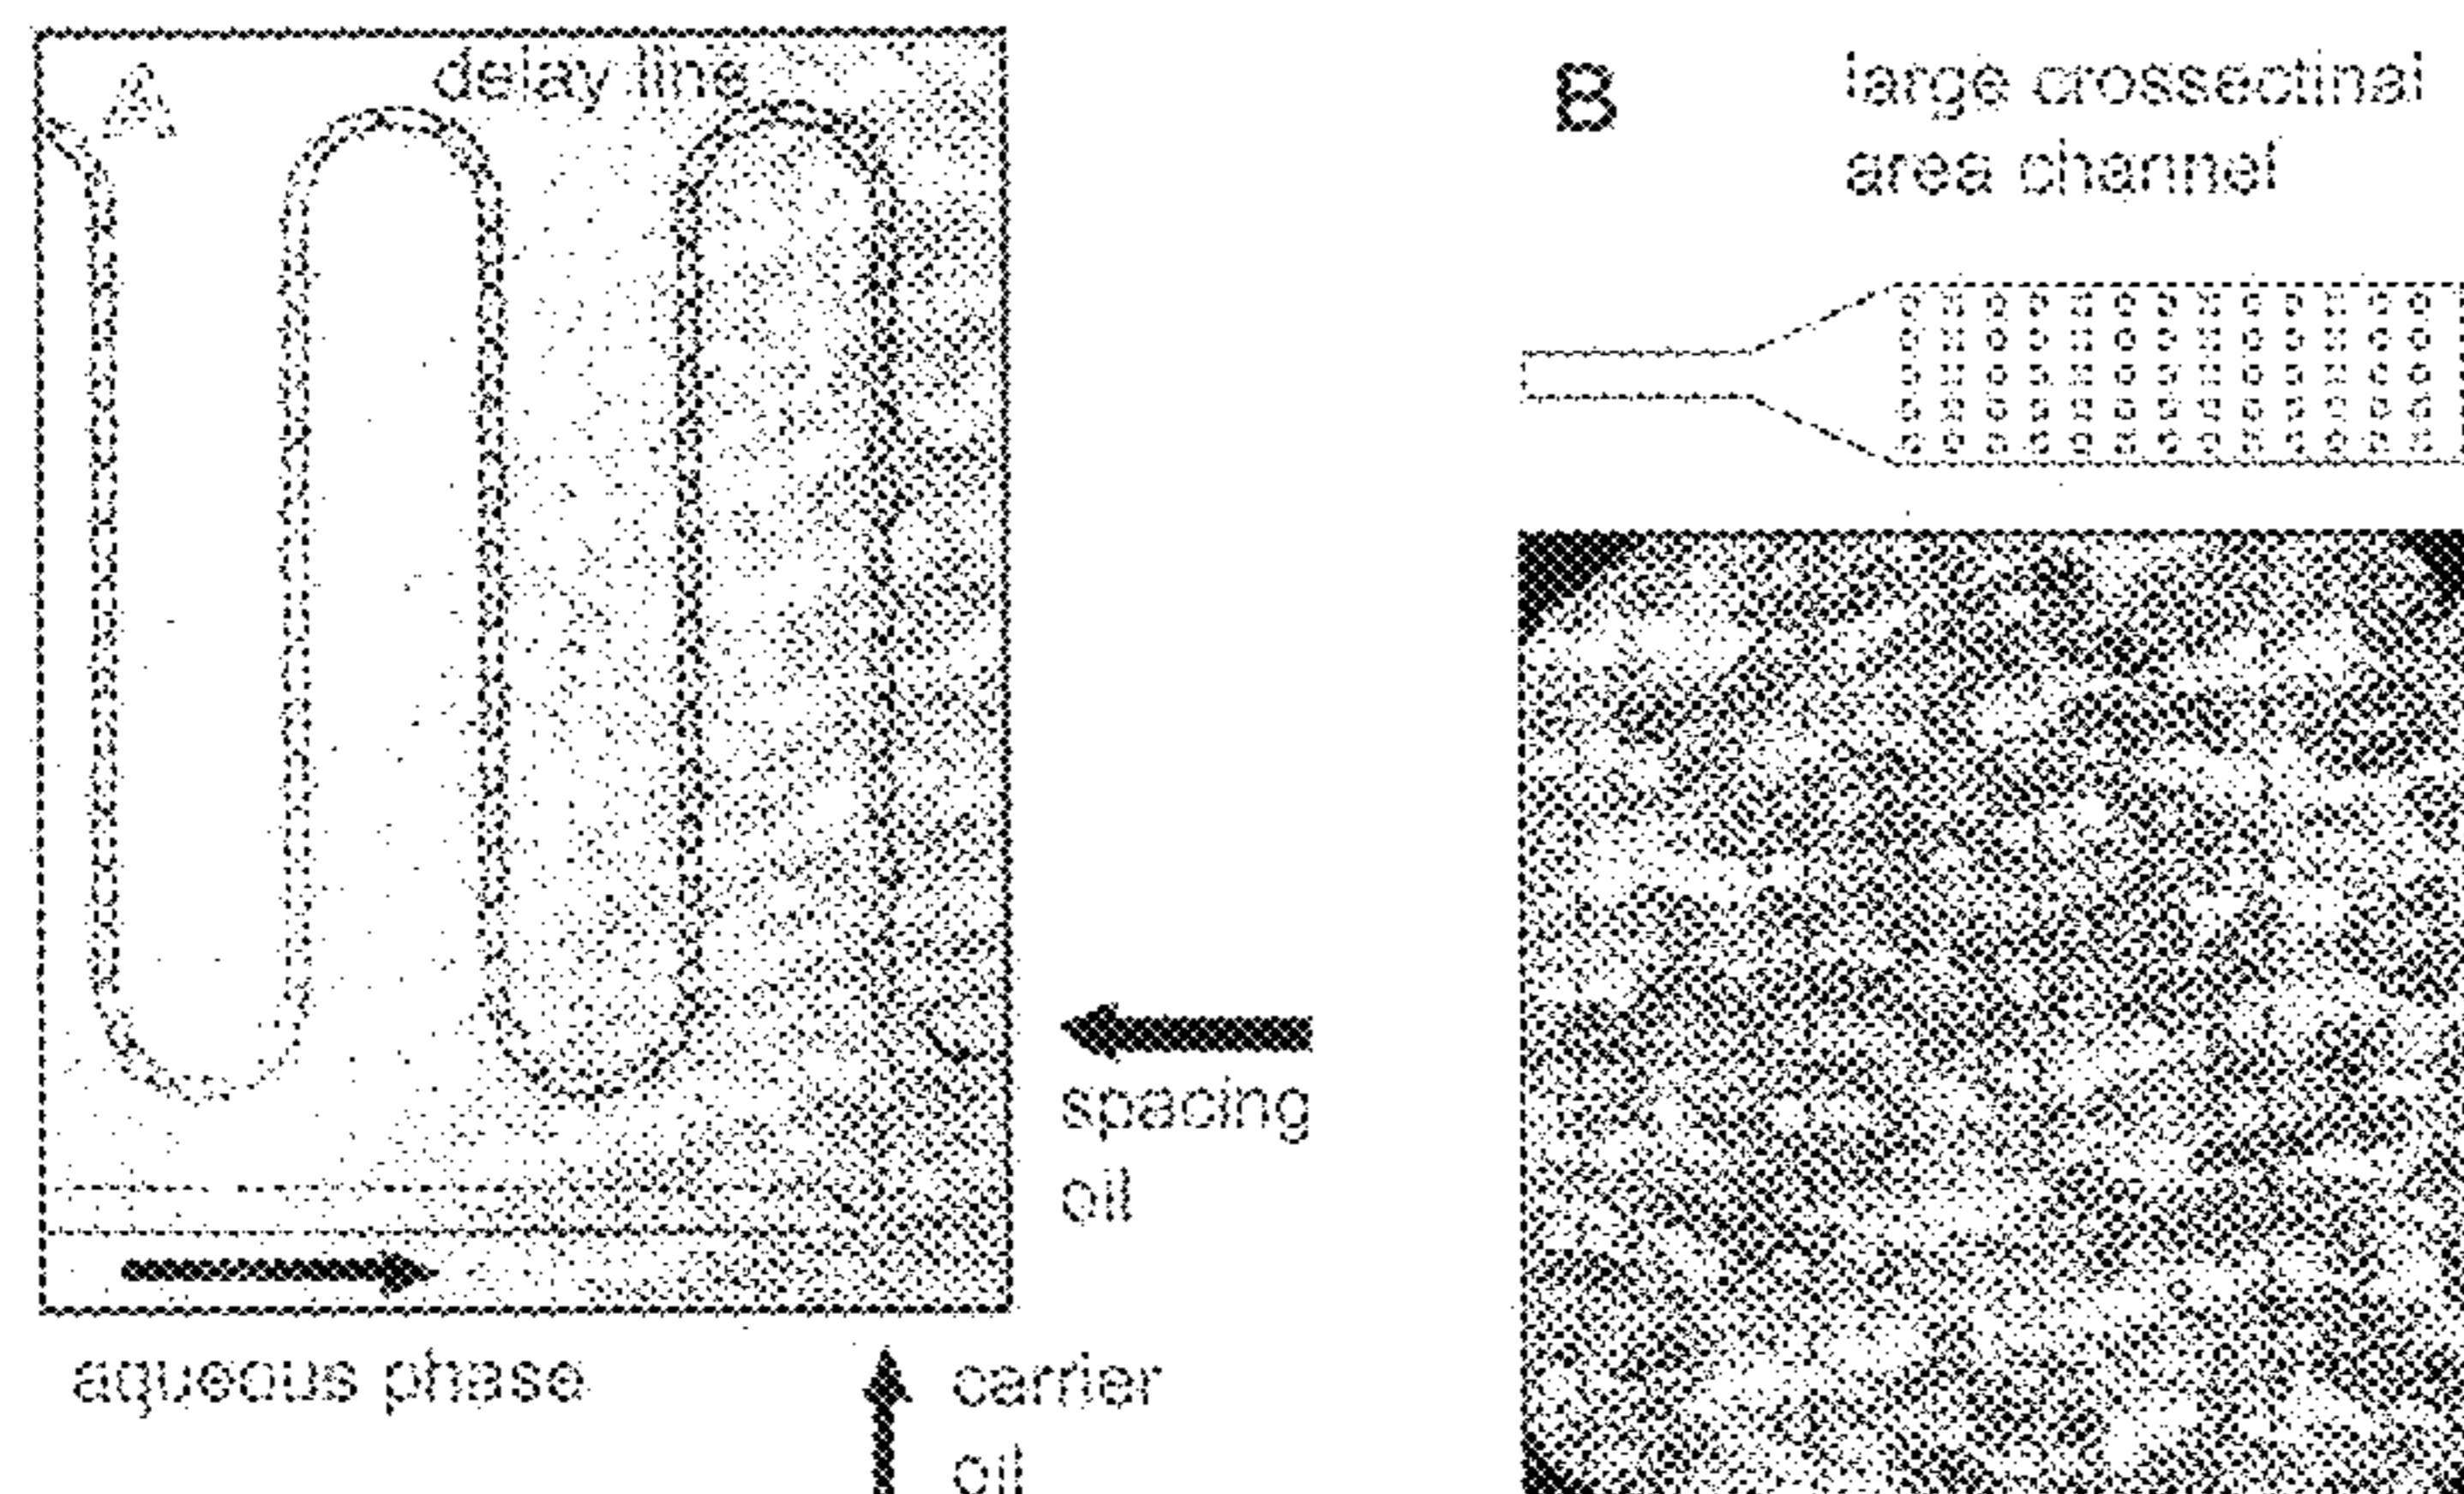 A
delay line
spacing
oil
aqueous phase
carrier
oil
B
large crossectinal
area channel